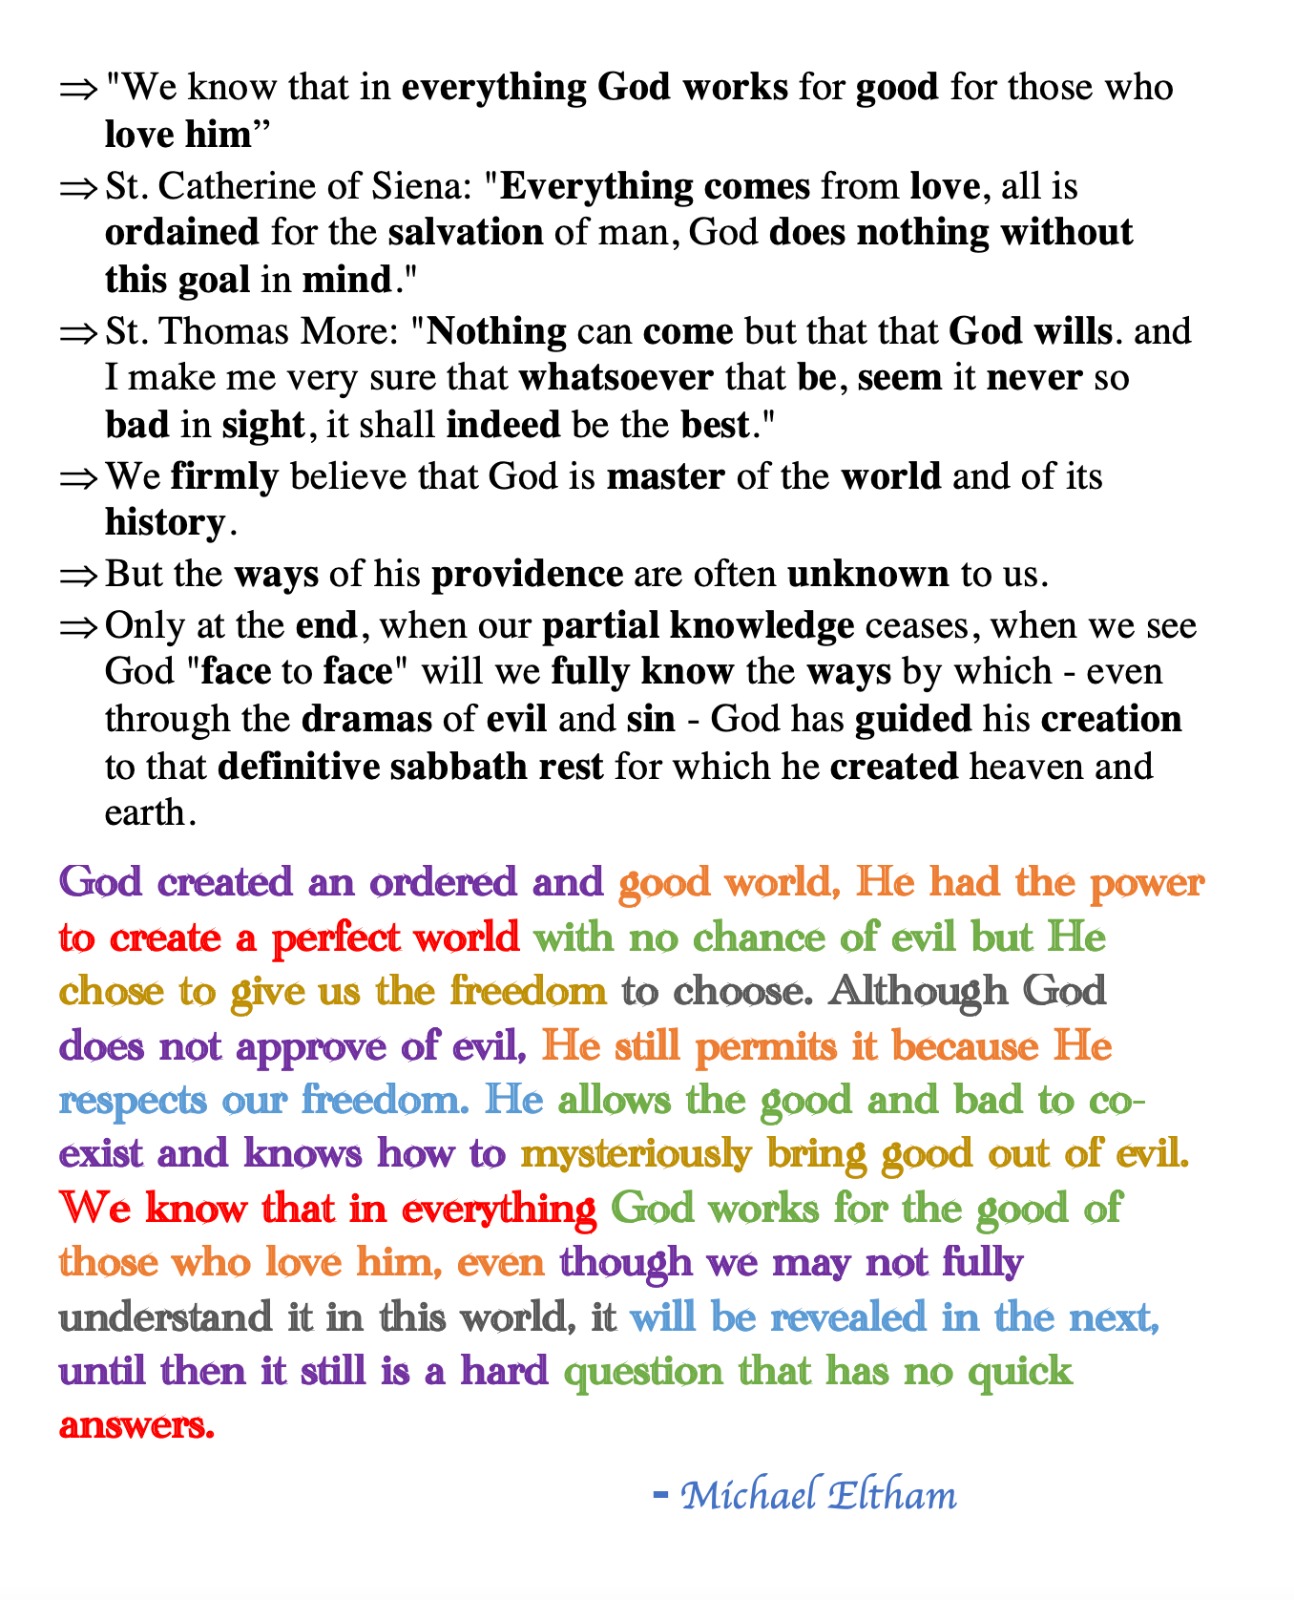 ⇒ "We know that in everything God works for good for those who
love him”
⇒ St. Catherine of Siena: "Everything comes from love, all is
ordained for the salvation of man, God does nothing without
this goal in mind."
⇒ St. Thomas More: "Nothing can come but that that God wills. and
I make me very sure that whatsoever that be, seem it never so
bad in sight, it shall indeed be the best."
⇒ We firmly believe that God is master of the world and of its
history.
⇒ But the ways of his providence are often unknown to us.
⇒ Only at the end, when our partial knowledge ceases, when we see
God "face to face" will we fully know the ways by which - even
through the dramas of evil and sin - God has guided his creation
to that definitive sabbath rest for which he created heaven and
earth.
God created an ordered and good world, He had the power
to create a perfect world with no chance of evil but He
chose to give us the freedom to choose. Although God
does not approve of evil, He still permits it because He
respects our freedom. He allows the good and bad to co-
exist and knows how to mysteriously bring good out of evil.
We know that in everything God works for the good of
those who love him, even though we may not fully
understand it in this world, it will be revealed in the next,
until then it still is a hard question that has no quick
answers.
- Michael Eltham